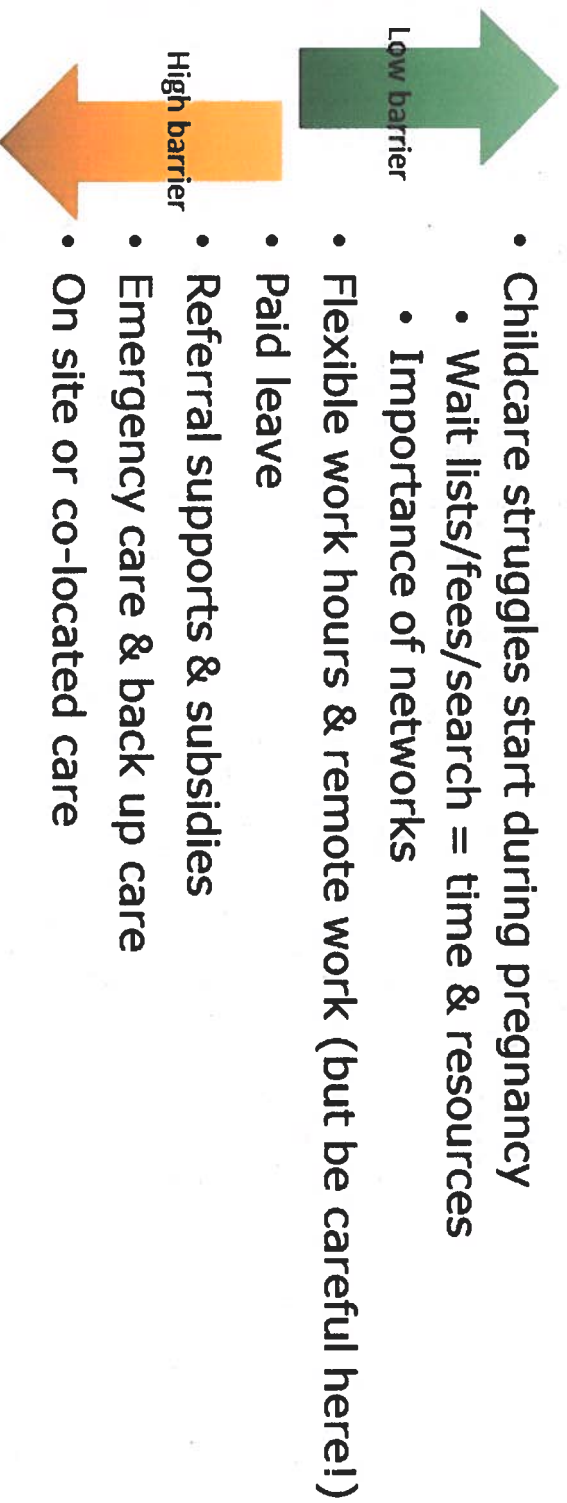 Low barrier
High barrier
• Childcare struggles start during pregnancy
• Wait lists/fees/search = time & resources
• Importance of networks
• Flexible work hours & remote work (but be careful here!)
• Paid leave
• Referral supports & subsidies
• Emergency care & back up care
• On site or co-located care